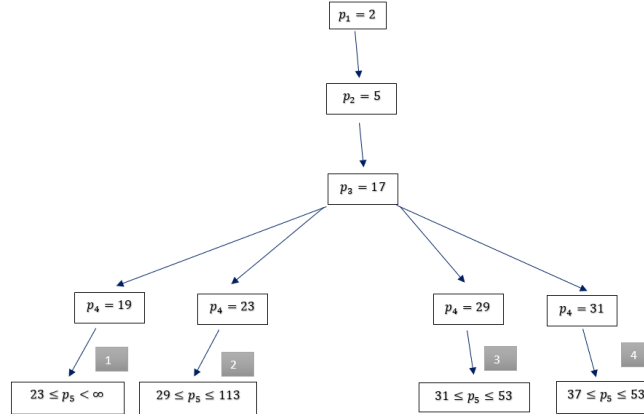 p₁ = 2
p₂ = 5
p₃ = 17
p₄ = 19
p₄ = 23
p₄ = 29
p₄ = 31
1
2
3
4
23 ≤ p₅ < ∞
29 ≤ p₅ ≤ 113
31 ≤ p₅ ≤ 53
37 ≤ p₅ ≤ 53